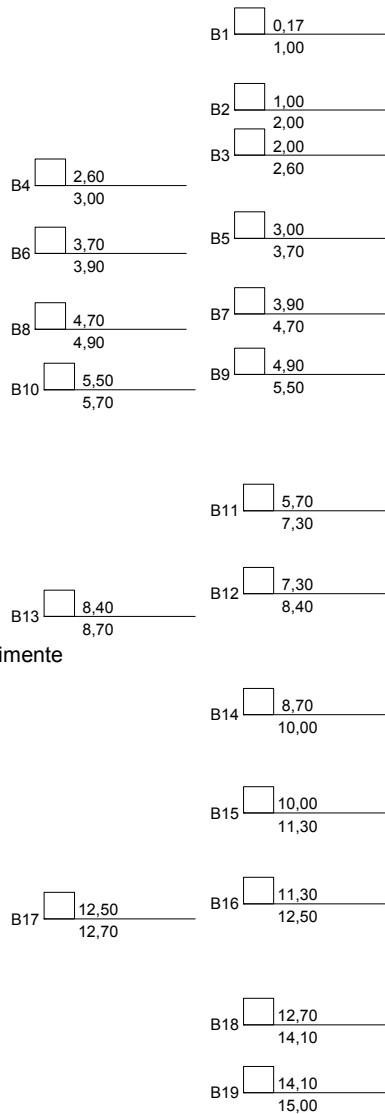 B1 0,17
1,00
B2 1,00
2,00
B3 2,00
2,60
B4 2,60
3,00
B5 3,00
3,70
B6 3,70
3,90
B7 3,90
4,70
B8 4,70
4,90
B9 4,90
5,50
B10 5,50
5,70
B11 5,70
7,30
B12 7,30
8,40
B13 8,40
8,70
imente
B14 8,70
10,00
B15 10,00
11,30
B16 11,30
12,50
B17 12,50
12,70
B18 12,70
14,10
B19 14,10
15,00